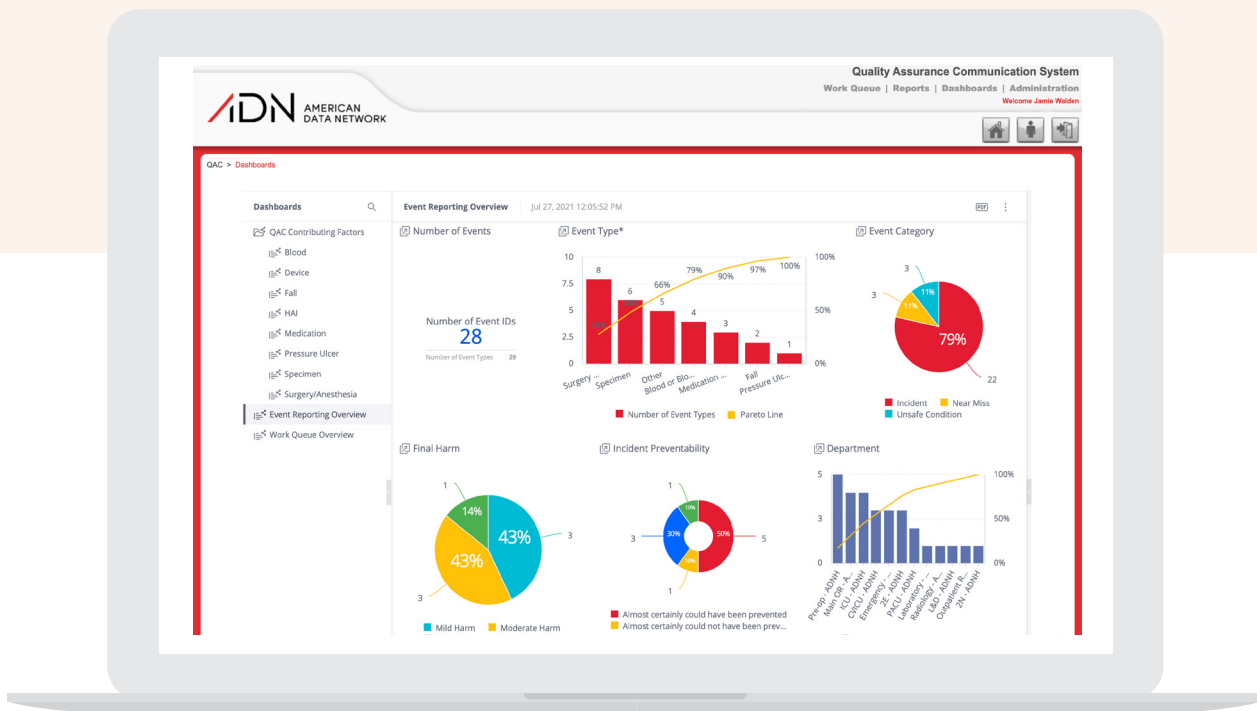 Quality Assurance Communication System
Work Queue | Reports | Dashboards | Administration
Welcome Jamie Walden
ADN AMERICAN
DATA NETWORK
QAC > Dashboards
Dashboards
Event Reporting Overview
Jul 27, 2021 12:05:52 PM
PDF
QAC Contributing Factors
Blood
Device
Fall
HAI
Medication
Pressure Ulcer
Specimen
Surgery/Anesthesia
Event Reporting Overview
Work Queue Overview
Number of Events
Number of Event IDs
28
Number of Event Types 29
Event Type*
10
7.5
5
2.5
0
8
6
5
4
3
2
1
66%
79%
90%
97%
100%
100%
50%
0%
Surgery ...
Specimen
Other
Blood or Blo...
Medication ...
Fall
Pressure Ulc...
Number of Event Types
Pareto Line
Event Category
3
3
11%
11%
79%
22
Incident
Near Miss
Unsafe Condition
Final Harm
1
14%
43%
3
43%
3
Mild Harm
Moderate Harm
Incident Preventability
1
10%
30%
50%
3
5
10%
1
Almost certainly could have been prevented
Almost certainly could not have been prev...
Department
5
3
0
100%
50%
0%
Pre-op - ADNH
Main OR - A...
ICU - ADNH
CVICU - ADNH
Emergency - ...
2E - ADNH
PACU - ADNH
Laboratory - ...
Radiology - A...
L&D - ADNH
Outpatient R...
2N - ADNH